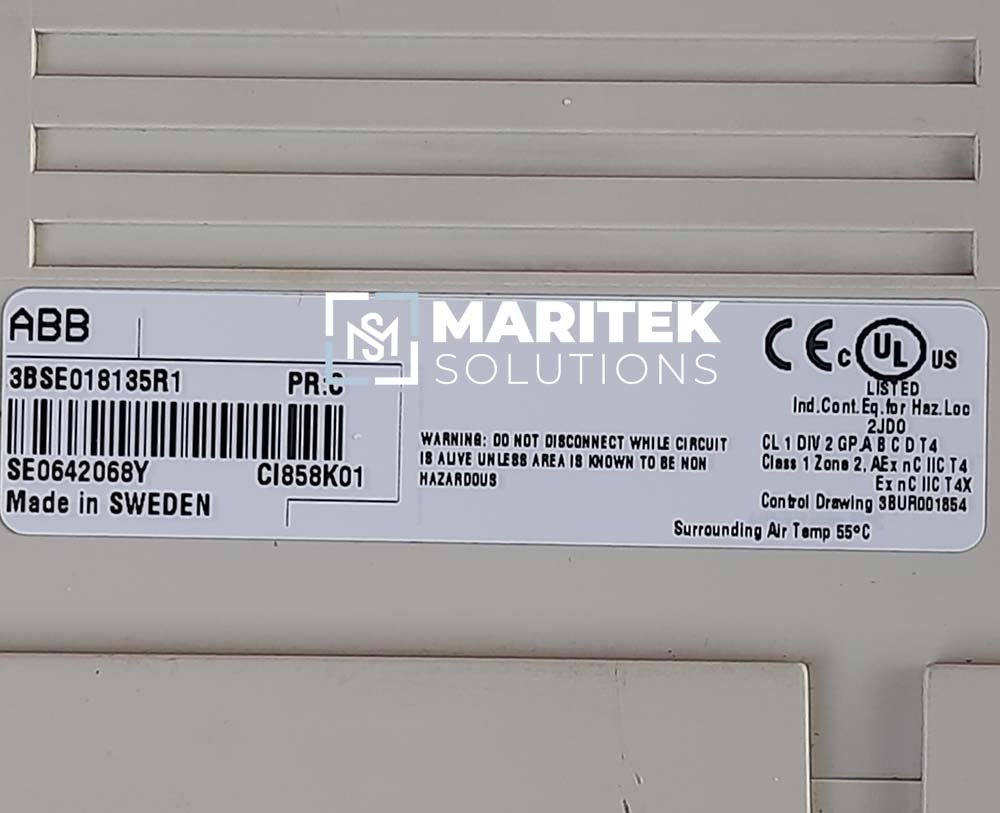 ABB
3BSE018135R1 PR:C
SE0642068Y CI858K01
Made in SWEDEN
MARITEK
SOLUTIONS
WARNING: DO NOT DISCONNECT WHILE CIRCUIT
IS ALIVE UNLESS AREA IS KNOWN TO BE NON
HAZARDOUS
CE C UL US
LISTED
Ind.Cont.Eq.for Haz.Loc
2JD0
CL 1 DIV 2 GP.A B C D T4
Class 1 Zone 2, AEx nC IIC T4
Ex nC IIC T4X
Control Drawing 3BUR001854
Surrounding Air Temp 55°C